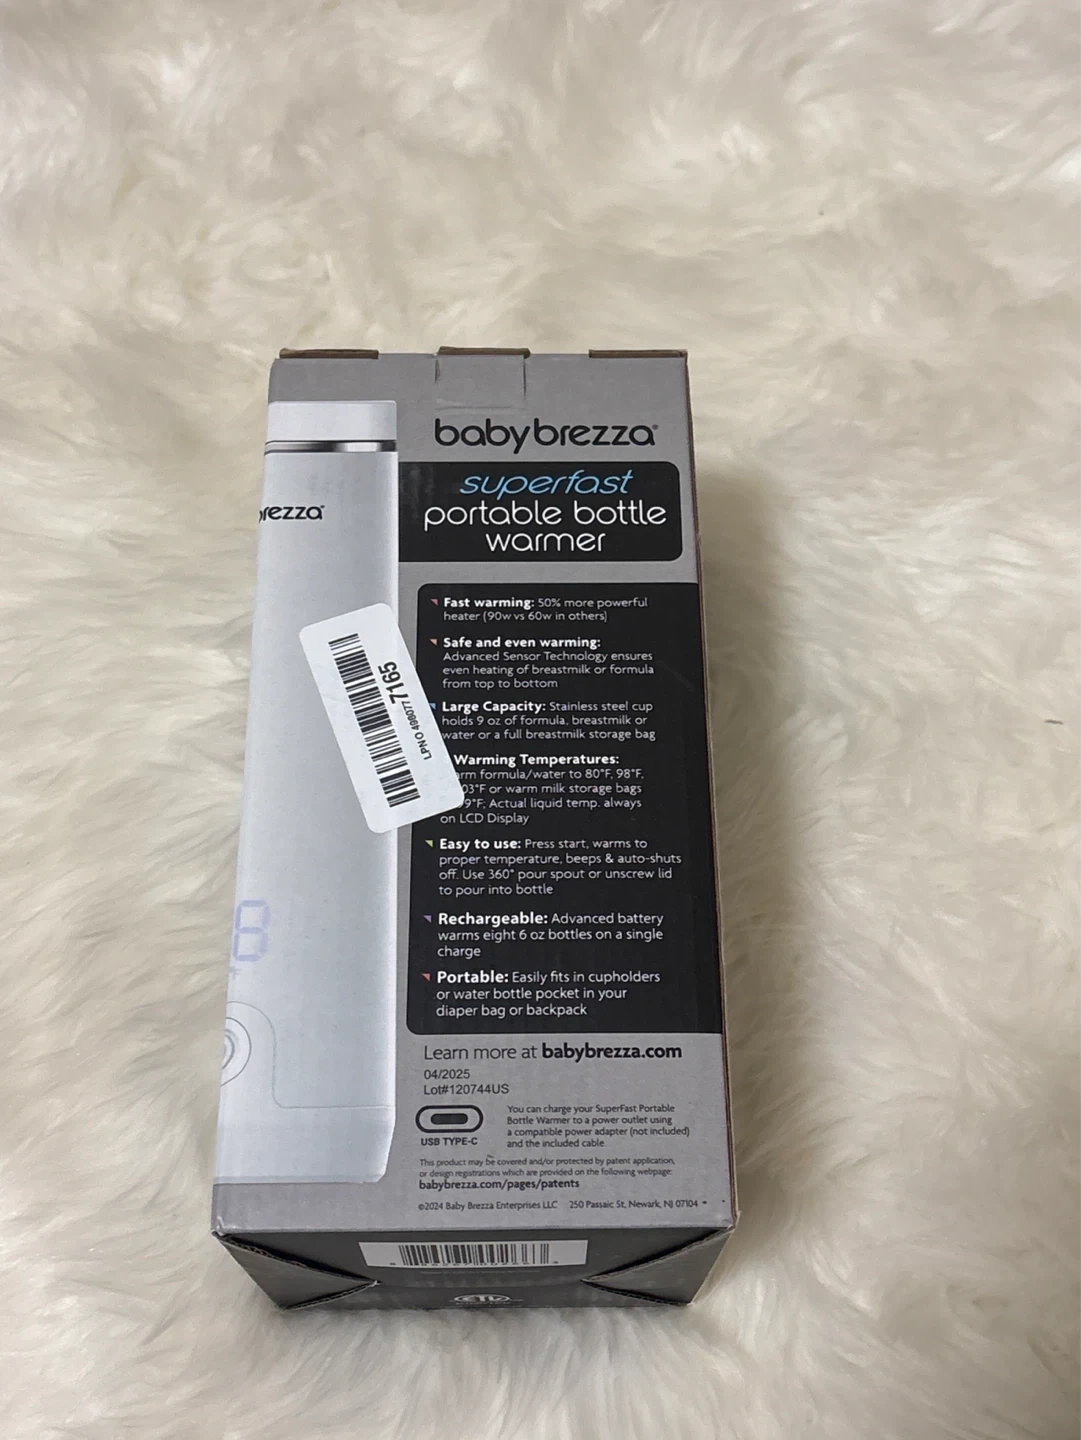 baby brezza
superfast
portable bottle
warmer
Fast warming: 50% more powerful
heater (90w vs 60w in others)
Safe and even warming:
Advanced Sensor Technology ensures
even heating of breastmilk or formula
from top to bottom
Large Capacity: Stainless steel cup
holds 9 oz of formula, breastmilk or
water or a full breastmilk storage bag
Warming Temperatures:
formula/water to 80°F, 98°F,
or warm milk storage bags
Actual liquid temp. always
on LCD Display
Easy to use: Press start, warms to
proper temperature, beeps & auto-shuts
off. Use 360° pour spout or unscrew lid
to pour into bottle
Rechargeable: Advanced battery
warms eight 6 oz bottles on a single
charge
Portable: Easily fits in cupholders
or water bottle pocket in your
diaper bag or backpack
Learn more at babybrezza.com
04/2025
Lot#120744US
USB TYPE-C
You can charge your SuperFast Portable
Bottle Warmer to a power outlet using
a compatible power adapter (not included)
and the included cable.
This product may be covered and/or protected by patent application,
or design registrations which are provided on the following webpage:
babybrezza.com/pages/patents
©2024 Baby Brezza Enterprises LLC 250 Passaic St, Newark, NJ 07104
rezza
8
°F
LPNO 4980777165
ETL